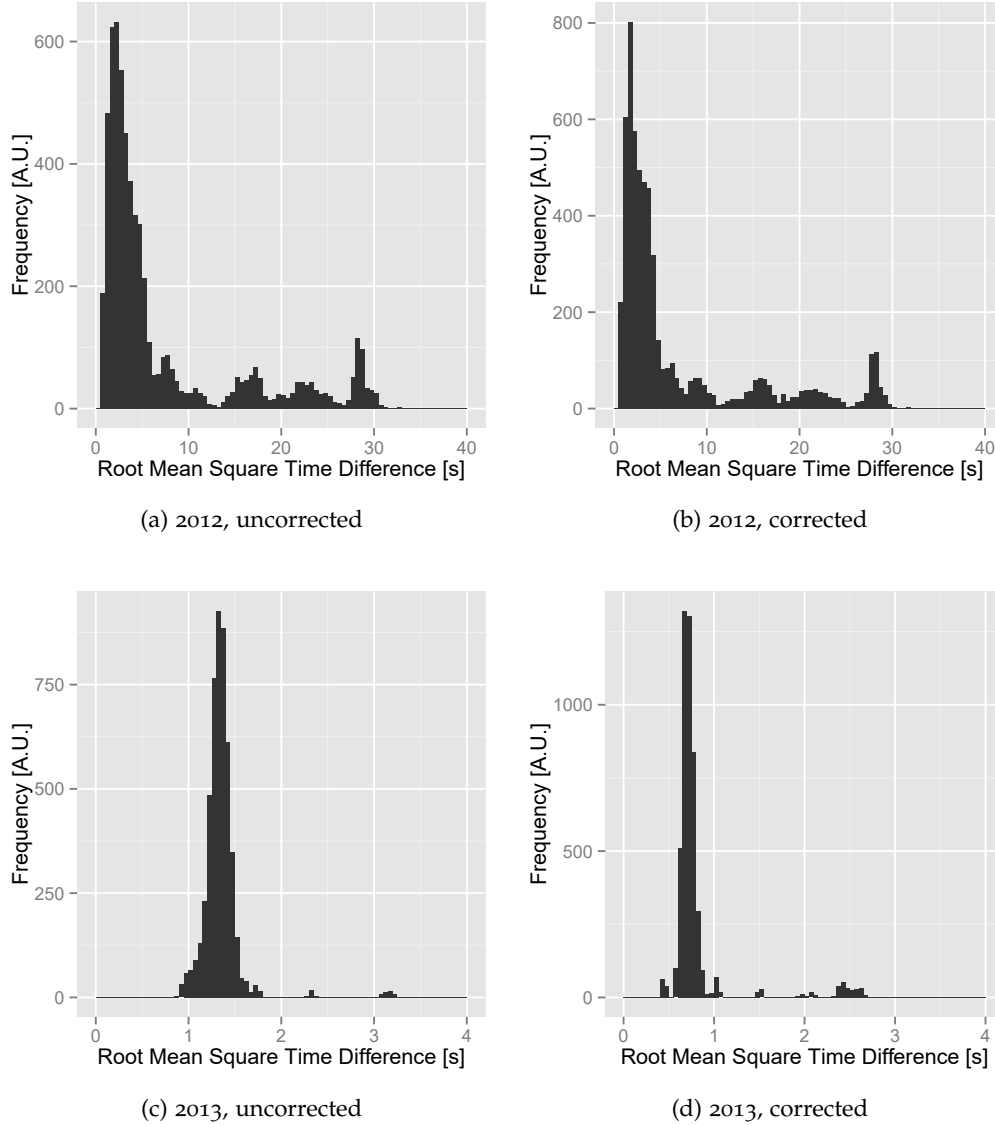 600
400
200
0
Frequency [A.U.]
0 10 20 30 40
Root Mean Square Time Difference [s]
(a) 2012, uncorrected
800
600
400
200
0
Frequency [A.U.]
0 10 20 30 40
Root Mean Square Time Difference [s]
(b) 2012, corrected
750
500
250
0
Frequency [A.U.]
0 1 2 3 4
Root Mean Square Time Difference [s]
(c) 2013, uncorrected
1000
500
0
Frequency [A.U.]
0 1 2 3 4
Root Mean Square Time Difference [s]
(d) 2013, corrected